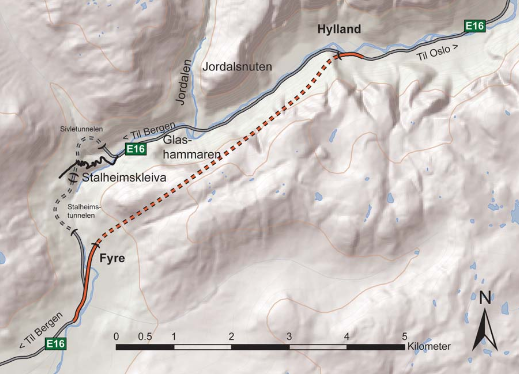 E16
Hylland
Til Oslo >
Jordalen
Jordalsnuten
Sivletunnelen
< Til Bergen
E16
Glas-
hammaren
Stalheimskleiva
Stalheims-
tunnelen
Fyre
< Til Bergen
E16
N
0 0.5 1 2 3 4 5
Kilometer